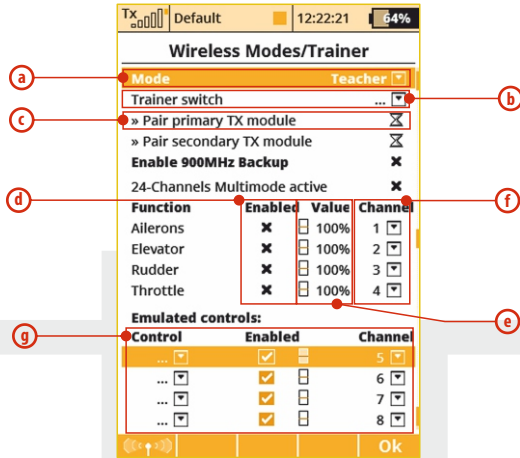 Tx Default 12:22:21 64%
Wireless Modes/Trainer
a
Mode Teacher
Trainer switch ...
b
c
» Pair primary TX module
» Pair secondary TX module
Enable 900MHz Backup
24-Channels Multimode active
d
f
Function Enabled Value Channel
Ailerons 100% 1
Elevator 100% 2
Rudder 100% 3
Throttle 100% 4
e
Emulated controls:
g
Control Enabled Channel
... 5
... 6
... 7
... 8
Ok